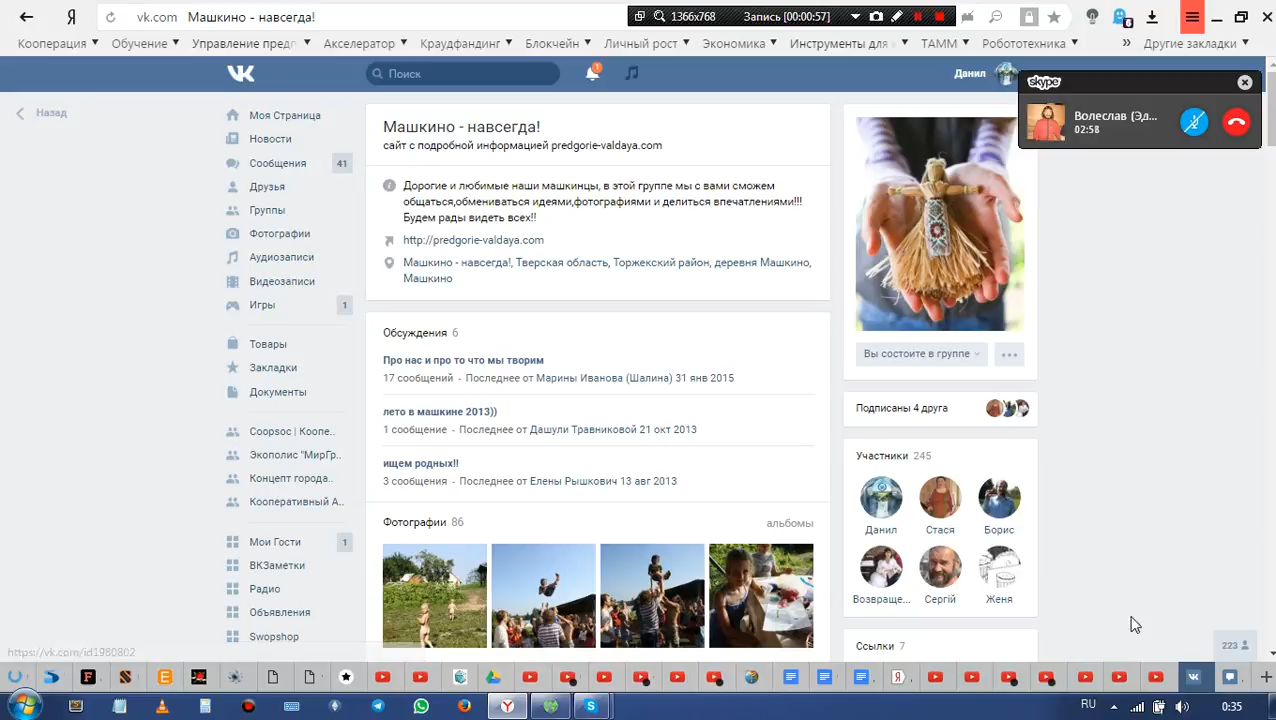 vk.com Машкино - навсегда!
1366x768 Запись [00:00:57]
Кооперация Обучение Управление предп Акселератор Краудфандинг Блокчейн Личный рост Экономика Инструменты для ТАММ Робототехника » Другие закладки
Поиск
1
Данил
skype
Волеслав (Эд...
02:58
Назад
Моя Страница
Новости
Сообщения 41
Друзья
Группы
Фотографии
Аудиозаписи
Видеозаписи
Игры 1
Товары
Закладки
Документы
Coopsoc | Коопе..
Экополис "МирГр..
Концепт города..
Кооперативный А..
Мои Гости 1
ВКЗаметки
Радио
Объявления
Swopshop
Машкино - навсегда!
сайт с подробной информацией predgorie-valdaya.com
Дорогие и любимые наши машкинцы, в этой группе мы с вами сможем
общаться,обмениваться идеями,фотографиями и делиться впечатлениями!!!
Будем рады видеть всех!!
http://predgorie-valdaya.com
Машкино - навсегда!, Тверская область, Торжекский район, деревня Машкино,
Машкино
Обсуждения 6
Про нас и про то что мы творим
17 сообщений - Последнее от Марины Иванова (Шалина) 31 янв 2015
лето в машкине 2013))
1 сообщение - Последнее от Дашули Травниковой 21 окт 2013
ищем родных!!
3 сообщения - Последнее от Елены Рышкович 13 авг 2013
Фотографии 86 альбомы
Вы состоите в группе
Подписаны 4 друга
Участники 245
Данил Стася Борис
Возвраще... Сергій Женя
Ссылки 7
223
https://vk.com/id1980802
RU 0:35